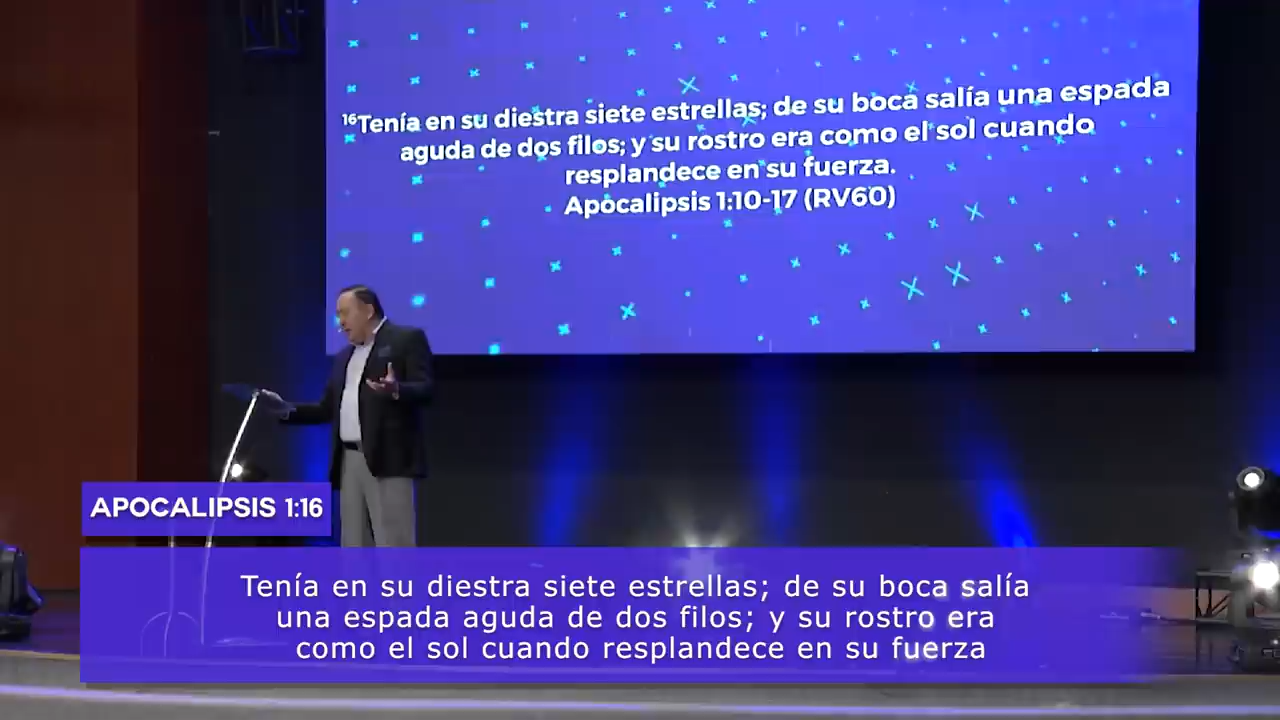 ¹⁶Tenía en su diestra siete estrellas; de su boca salía una espada
aguda de dos filos; y su rostro era como el sol cuando
resplandece en su fuerza.
Apocalipsis 1:10-17 (RV60)
APOCALIPSIS 1:16
Tenía en su diestra siete estrellas; de su boca salía
una espada aguda de dos filos; y su rostro era
como el sol cuando resplandece en su fuerza